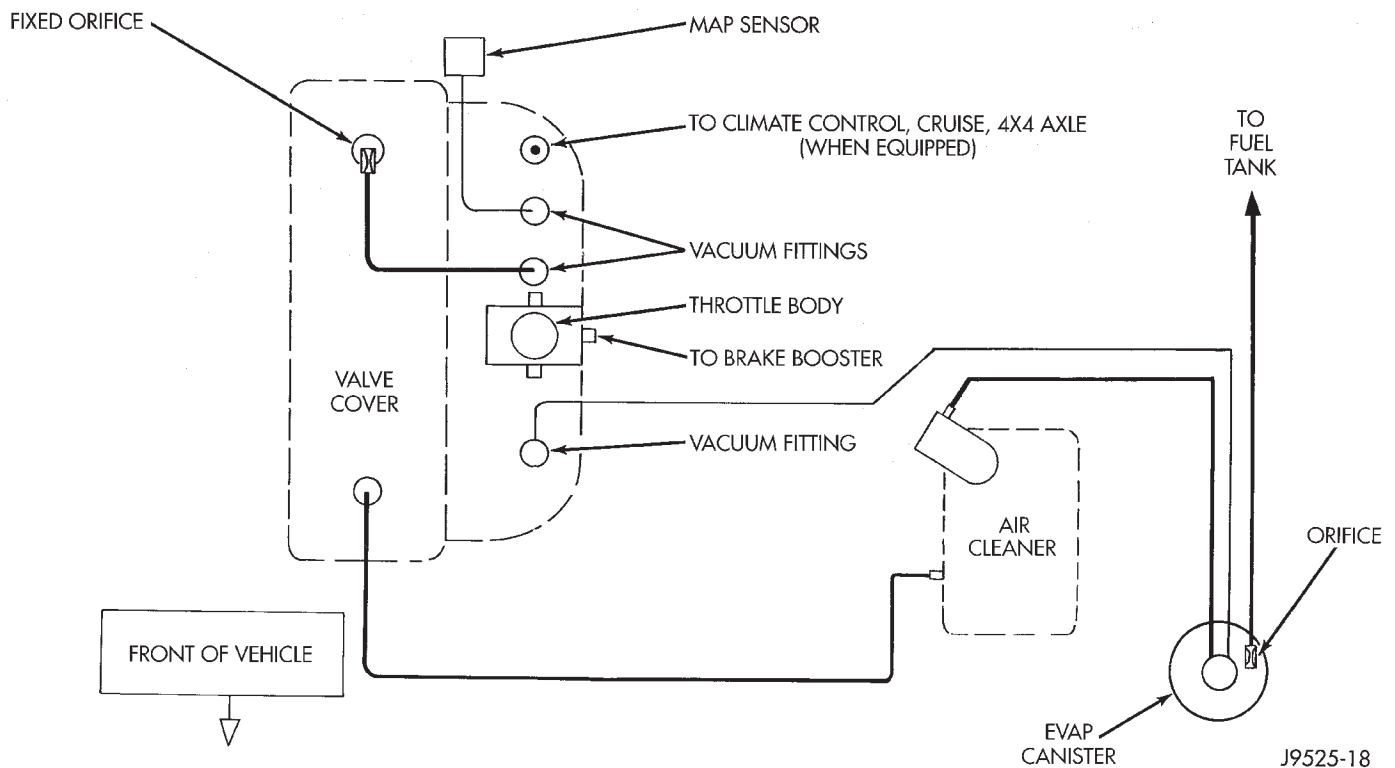 FIXED ORIFICE
MAP SENSOR
TO CLIMATE CONTROL, CRUISE, 4X4 AXLE
(WHEN EQUIPPED)
TO
FUEL
TANK
VACUUM FITTINGS
THROTTLE BODY
TO BRAKE BOOSTER
VALVE
COVER
VACUUM FITTING
AIR
CLEANER
ORIFICE
FRONT OF VEHICLE
EVAP
CANISTER
J9525-18